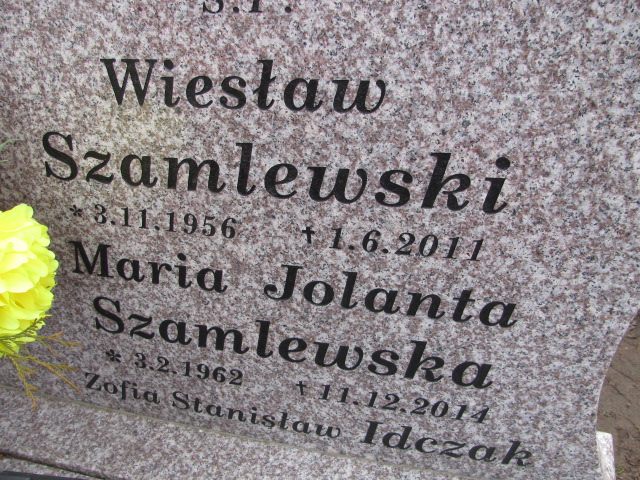 Ś.P.
Wiesław
Szamlewski
* 3.11.1956 † 1.6.2011
Maria Jolanta
Szamlewska
* 3.2.1962 † 11.12.2014
Zofia Stanisław Idczak